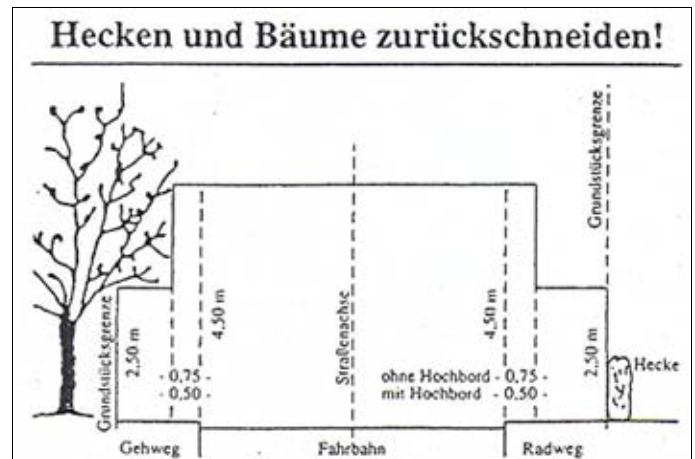 Hecken und Bäume zurückschneiden!
Grundstücksgrenze
Grundstücksgrenze
2,50 m
4,50 m
Straßenachse
4,50 m
2,50 m
Hecke
- 0,75 -
- 0.50 -
ohne Hochbord - 0,75 -
mit Hochbord - 0.50 -
Gehweg
Fahrbahn
Radweg